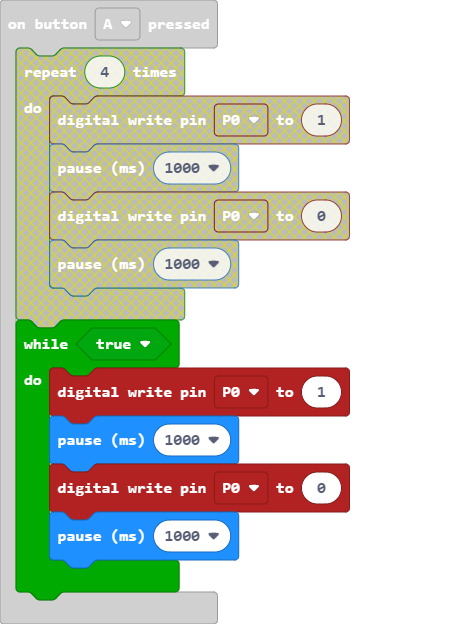 on button A pressed
repeat 4 times
do
digital write pin P0 to 1
pause (ms) 1000
digital write pin P0 to 0
pause (ms) 1000
while true
do
digital write pin P0 to 1
pause (ms) 1000
digital write pin P0 to 0
pause (ms) 1000